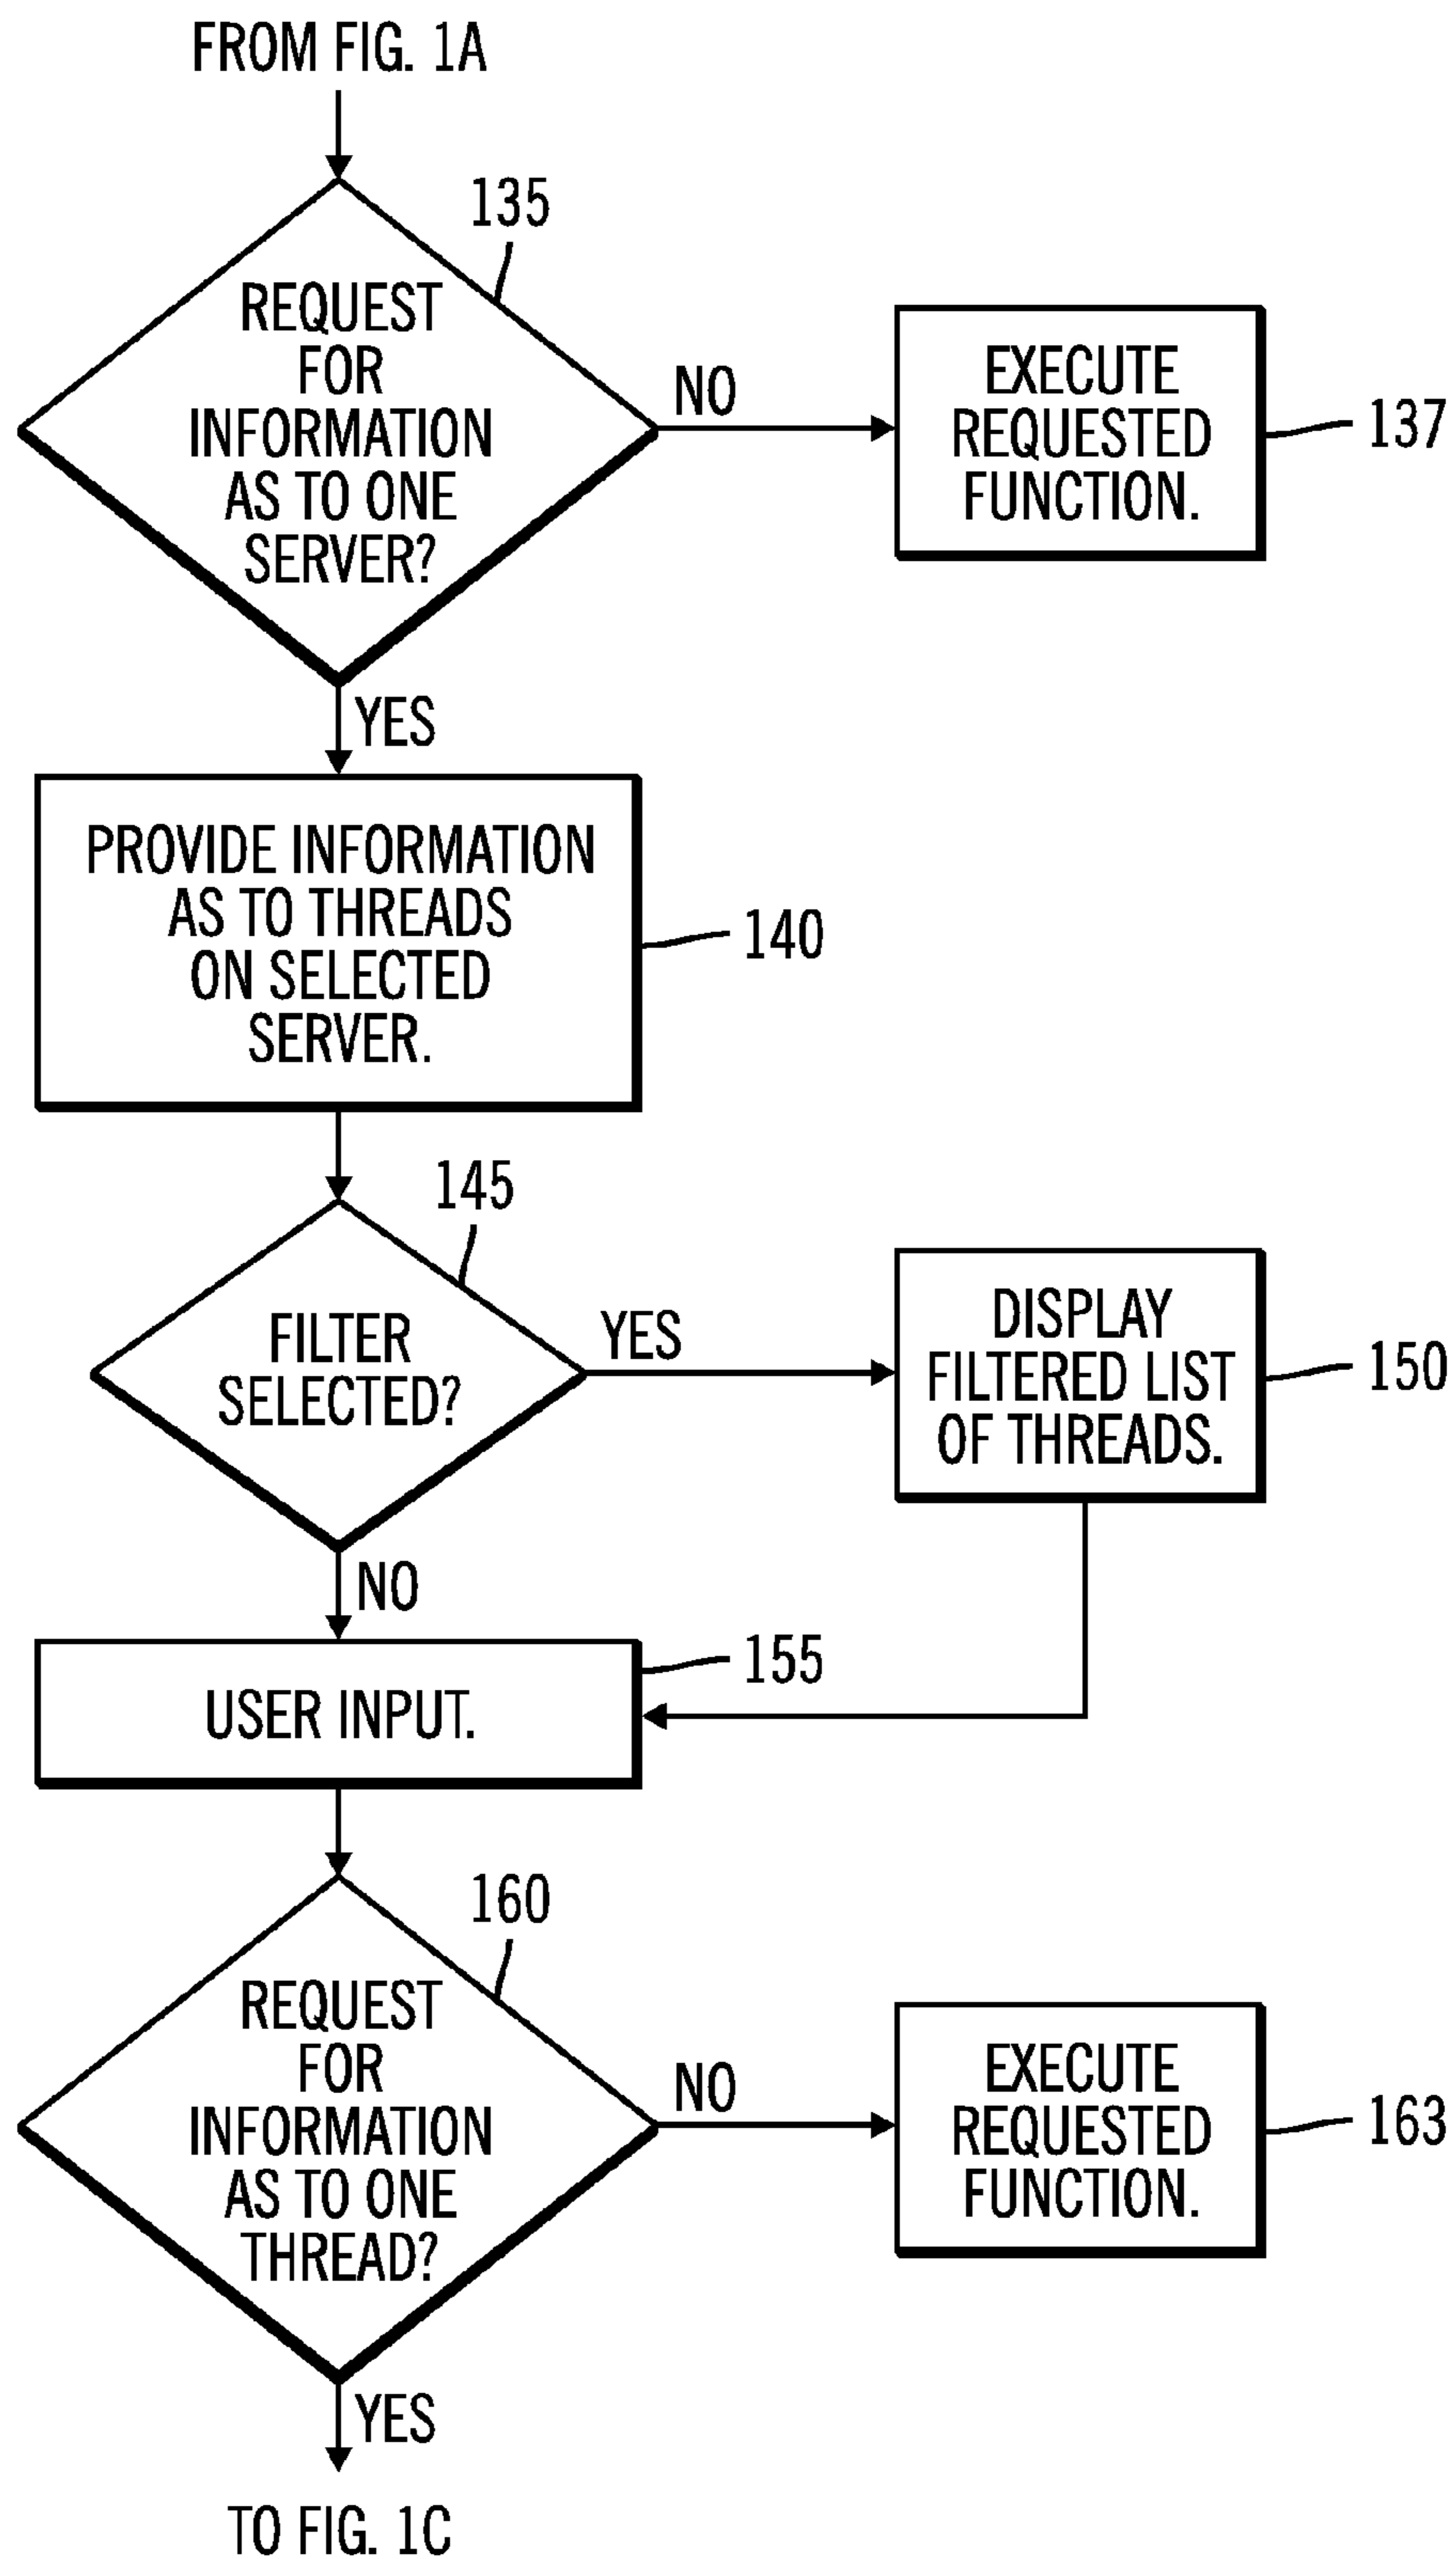 FROM FIG. 1A
135
REQUEST
FOR
INFORMATION
AS TO ONE
SERVER?
NO
EXECUTE
REQUESTED
FUNCTION.
137
YES
PROVIDE INFORMATION
AS TO THREADS
ON SELECTED
SERVER.
140
145
FILTER
SELECTED?
YES
DISPLAY
FILTERED LIST
OF THREADS.
150
NO
USER INPUT.
155
160
REQUEST
FOR
INFORMATION
AS TO ONE
THREAD?
NO
EXECUTE
REQUESTED
FUNCTION.
163
YES
TO FIG. 1C